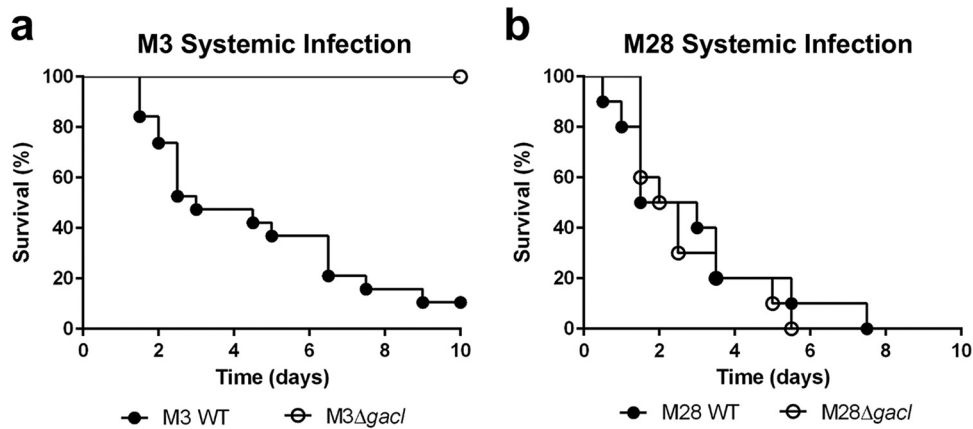 a
M3 Systemic Infection
Survival (%)
100
80
60
40
20
0
0 2 4 6 8 10
Time (days)
M3 WT M3Δgacl
b
M28 Systemic Infection
Survival (%)
100
80
60
40
20
0
0 2 4 6 8 10
Time (days)
M28 WT M28Δgacl